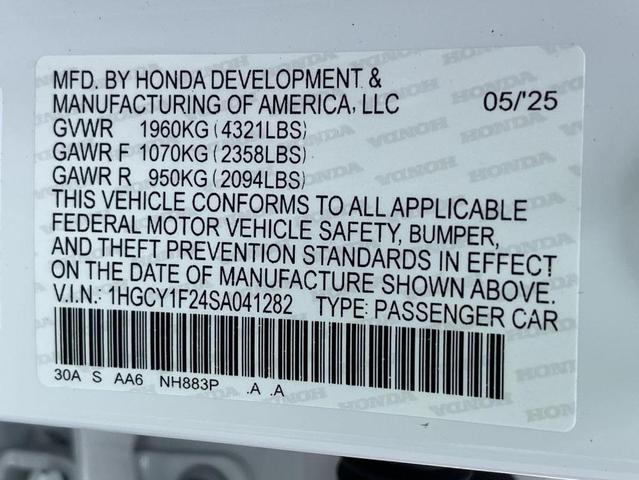 MFD. BY HONDA DEVELOPMENT &
MANUFACTURING OF AMERICA, LLC 05/'25
GVWR 1960KG (4321LBS)
GAWR F 1070KG (2358LBS)
GAWR R 950KG (2094LBS)
THIS VEHICLE CONFORMS TO ALL APPLICABLE
FEDERAL MOTOR VEHICLE SAFETY, BUMPER,
AND THEFT PREVENTION STANDARDS IN EFFECT
ON THE DATE OF MANUFACTURE SHOWN ABOVE.
V.I.N.: 1HGCY1F24SA041282 TYPE: PASSENGER CAR
30A S AA6 NH883P .A .A